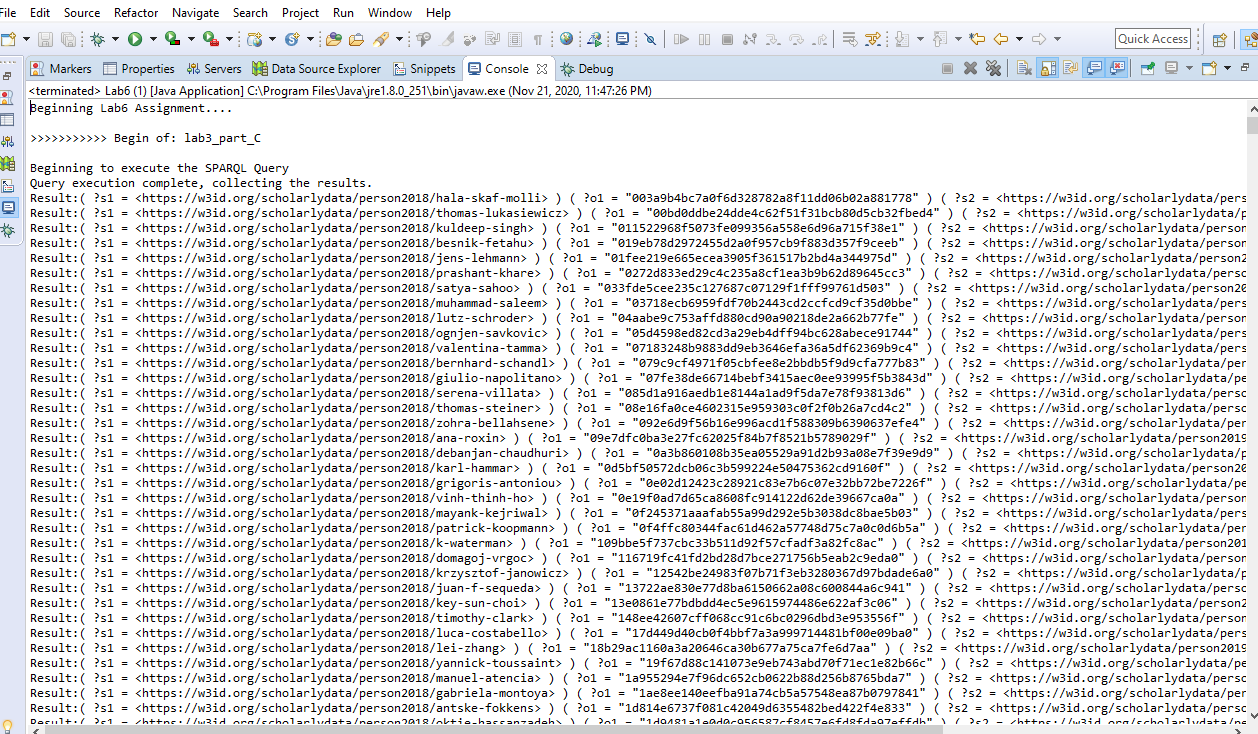 File Edit Source Refactor Navigate Search Project Run Window Help
Quick Access
Markers Properties Servers Data Source Explorer Snippets Console Debug
<terminated> Lab6 (1) [Java Application] C:\Program Files\Java\jre1.8.0_251\bin\javaw.exe (Nov 21, 2020, 11:47:26 PM)
Beginning Lab6 Assignment....
>>>>>>>>>>> Begin of: lab3_part_C
Beginning to execute the SPARQL Query
Query execution complete, collecting the results.
Result:( ?s1 = <https://w3id.org/scholarlydata/person2018/hala-skaf-molli> ) ( ?o1 = "003a9b4bc7a0f6d328782a8f11dd06b02a881778" ) ( ?s2 = <https://w3id.org/scholarlydata/pers
Result:( ?s1 = <https://w3id.org/scholarlydata/person2018/thomas-lukasiewicz> ) ( ?o1 = "00bd0ddbe24dde4c62f51f31bcb80d5cb32fbed4" ) ( ?s2 = <https://w3id.org/scholarlydata/p
Result:( ?s1 = <https://w3id.org/scholarlydata/person2018/kuldeep-singh> ) ( ?o1 = "011522968f5073fe099356a558e6d96a715f38e1" ) ( ?s2 = <https://w3id.org/scholarlydata/person
Result:( ?s1 = <https://w3id.org/scholarlydata/person2018/besnik-fetahu> ) ( ?o1 = "019eb78d2972455d2a0f957cb9f883d357f9ceeb" ) ( ?s2 = <https://w3id.org/scholarlydata/person
Result:( ?s1 = <https://w3id.org/scholarlydata/person2018/jens-lehmann> ) ( ?o1 = "01fee219e665ecea3905f361517b2bd4a344975d" ) ( ?s2 = <https://w3id.org/scholarlydata/person2
Result:( ?s1 = <https://w3id.org/scholarlydata/person2018/prashant-khare> ) ( ?o1 = "0272d833ed29c4c235a8cf1ea3b9b62d89645cc3" ) ( ?s2 = <https://w3id.org/scholarlydata/perso
Result:( ?s1 = <https://w3id.org/scholarlydata/person2018/satya-sahoo> ) ( ?o1 = "033fde5cee235c127687c07129f1fff99761d503" ) ( ?s2 = <https://w3id.org/scholarlydata/person20
Result:( ?s1 = <https://w3id.org/scholarlydata/person2018/muhammad-saleem> ) ( ?o1 = "03718ecb6959fdf70b2443cd2ccfcd9cf35d0bbe" ) ( ?s2 = <https://w3id.org/scholarlydata/pers
Result:( ?s1 = <https://w3id.org/scholarlydata/person2018/lutz-schroder> ) ( ?o1 = "04aabe9c753affd880cd90a90218de2a662b77fe" ) ( ?s2 = <https://w3id.org/scholarlydata/person
Result:( ?s1 = <https://w3id.org/scholarlydata/person2018/ognjen-savkovic> ) ( ?o1 = "05d4598ed82cd3a29eb4dff94bc628abece91744" ) ( ?s2 = <https://w3id.org/scholarlydata/pers
Result:( ?s1 = <https://w3id.org/scholarlydata/person2018/valentina-tamma> ) ( ?o1 = "07183248b9883dd9eb3646efa36a5df62369b9c4" ) ( ?s2 = <https://w3id.org/scholarlydata/pers
Result:( ?s1 = <https://w3id.org/scholarlydata/person2018/bernhard-schandl> ) ( ?o1 = "079c9cf4971f05cbfee8e2bbdb5f9d9cfa777b83" ) ( ?s2 = <https://w3id.org/scholarlydata/per
Result:( ?s1 = <https://w3id.org/scholarlydata/person2018/giulio-napolitano> ) ( ?o1 = "07fe38de66714bebf3415aec0ee93995f5b3843d" ) ( ?s2 = <https://w3id.org/scholarlydata/pe
Result:( ?s1 = <https://w3id.org/scholarlydata/person2018/serena-villata> ) ( ?o1 = "085d1a916aedb1e8144a1ad9f5da7e78f93813d6" ) ( ?s2 = <https://w3id.org/scholarlydata/perso
Result:( ?s1 = <https://w3id.org/scholarlydata/person2018/thomas-steiner> ) ( ?o1 = "08e16fa0ce4602315e959303c0f2f0b26a7cd4c2" ) ( ?s2 = <https://w3id.org/scholarlydata/perso
Result:( ?s1 = <https://w3id.org/scholarlydata/person2018/zohra-bellahsene> ) ( ?o1 = "092e6d9f56b16e996acd1f588309b6390637efe4" ) ( ?s2 = <https://w3id.org/scholarlydata/per
Result:( ?s1 = <https://w3id.org/scholarlydata/person2018/ana-roxin> ) ( ?o1 = "09e7dfc0ba3e27fc62025f84b7f8521b5789029f" ) ( ?s2 = <https://w3id.org/scholarlydata/person2019
Result:( ?s1 = <https://w3id.org/scholarlydata/person2018/debanjan-chaudhuri> ) ( ?o1 = "0a3b860108b35ea05529a91d2b93a08e7f39e9d9" ) ( ?s2 = <https://w3id.org/scholarlydata/p
Result:( ?s1 = <https://w3id.org/scholarlydata/person2018/karl-hammar> ) ( ?o1 = "0d5bf50572dcb06c3b599224e50475362cd9160f" ) ( ?s2 = <https://w3id.org/scholarlydata/person20
Result:( ?s1 = <https://w3id.org/scholarlydata/person2018/grigoris-antoniou> ) ( ?o1 = "0e02d12423c28921c83e7b6c07e32bb72be7226f" ) ( ?s2 = <https://w3id.org/scholarlydata/pe
Result:( ?s1 = <https://w3id.org/scholarlydata/person2018/vinh-thinh-ho> ) ( ?o1 = "0e19f0ad7d65ca8608fc914122d62de39667ca0a" ) ( ?s2 = <https://w3id.org/scholarlydata/person
Result:( ?s1 = <https://w3id.org/scholarlydata/person2018/mayank-kejriwal> ) ( ?o1 = "0f245371aaafab55a99d292e5b3038dc8bae5b03" ) ( ?s2 = <https://w3id.org/scholarlydata/pers
Result:( ?s1 = <https://w3id.org/scholarlydata/person2018/patrick-koopmann> ) ( ?o1 = "0f4ffc80344fac61d462a57748d75c7a0c0d6b5a" ) ( ?s2 = <https://w3id.org/scholarlydata/per
Result:( ?s1 = <https://w3id.org/scholarlydata/person2018/k-waterman> ) ( ?o1 = "109bbe5f737cbc33b511d92f57cfadf3a82fc8ac" ) ( ?s2 = <https://w3id.org/scholarlydata/person201
Result:( ?s1 = <https://w3id.org/scholarlydata/person2018/domagoj-vrgoc> ) ( ?o1 = "116719fc41fd2bd28d7bce271756b5eab2c9eda0" ) ( ?s2 = <https://w3id.org/scholarlydata/person
Result:( ?s1 = <https://w3id.org/scholarlydata/person2018/krzysztof-janowicz> ) ( ?o1 = "12542be24983f07b71f3eb3280367d97bdade6a0" ) ( ?s2 = <https://w3id.org/scholarlydata/p
Result:( ?s1 = <https://w3id.org/scholarlydata/person2018/juan-f-sequeda> ) ( ?o1 = "13722ae830e77d8ba6150662a08c600844a6c941" ) ( ?s2 = <https://w3id.org/scholarlydata/perso
Result:( ?s1 = <https://w3id.org/scholarlydata/person2018/key-sun-choi> ) ( ?o1 = "13e0861e77bdbdd4ec5e9615974486e622af3c06" ) ( ?s2 = <https://w3id.org/scholarlydata/person2
Result:( ?s1 = <https://w3id.org/scholarlydata/person2018/timothy-clark> ) ( ?o1 = "148ee42607cff068cc91c6bc0296dbd3e953556f" ) ( ?s2 = <https://w3id.org/scholarlydata/person
Result:( ?s1 = <https://w3id.org/scholarlydata/person2018/luca-costabello> ) ( ?o1 = "17d449d40cb0f4bbf7a3a999714481bf00e09ba0" ) ( ?s2 = <https://w3id.org/scholarlydata/pers
Result:( ?s1 = <https://w3id.org/scholarlydata/person2018/lei-zhang> ) ( ?o1 = "18b29ac1160a3a20646ca30b677a75ca7fe6d7aa" ) ( ?s2 = <https://w3id.org/scholarlydata/person2019
Result:( ?s1 = <https://w3id.org/scholarlydata/person2018/yannick-toussaint> ) ( ?o1 = "19f67d88c141073e9eb743abd70f71ec1e82b66c" ) ( ?s2 = <https://w3id.org/scholarlydata/pe
Result:( ?s1 = <https://w3id.org/scholarlydata/person2018/manuel-atencia> ) ( ?o1 = "1a955294e7f96dc652cb0622b88d256b8765bda7" ) ( ?s2 = <https://w3id.org/scholarlydata/perso
Result:( ?s1 = <https://w3id.org/scholarlydata/person2018/gabriela-montoya> ) ( ?o1 = "1ae8ee140eefba91a74cb5a57548ea87b0797841" ) ( ?s2 = <https://w3id.org/scholarlydata/per
Result:( ?s1 = <https://w3id.org/scholarlydata/person2018/antske-fokkens> ) ( ?o1 = "1d814e6737f081c42049d6355482bed422f4e833" ) ( ?s2 = <https://w3id.org/scholarlydata/perso
Result:( ?s1 = <https://w3id.org/scholarlydata/person2018/oktie-hassanzadeh> ) ( ?o1 = "1d9481a1e0d0c956587cf8457e6fd8fda97effdb" ) ( ?s2 = <https://w3id.org/scholarlydata/pe